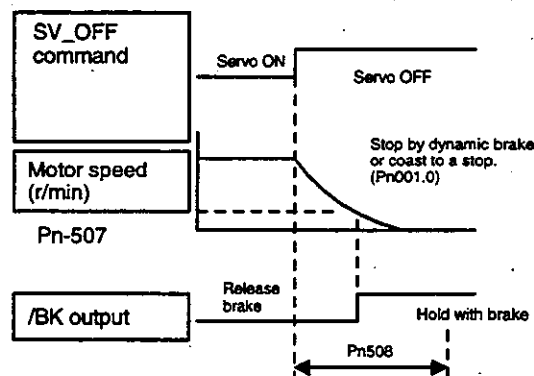 SV_OFF
command
Servo ON
Servo OFF
Motor speed
(r/min)
Stop by dynamic brake
or coast to a stop.
(Pn001.0)
Pn-507
/BK output
Release
brake
Hold with brake
Pn508